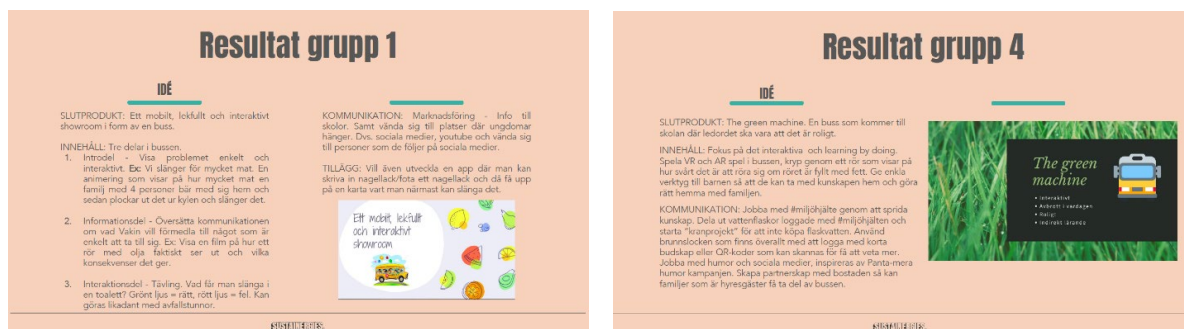 Resultat grupp 1
IDÉ
SLUTPRODUKT: Ett mobilt, lekfullt och interaktivt
showroom i form av en buss.
INNEHÅLL: Tre delar i bussen.
1. Introdel - Visa problemet enkelt och
interaktivt. Ex: Vi slänger för mycket mat. En
animering som visar på hur mycket mat en
familj med 4 personer bär med sig hem och
sedan plockar ut det ur kylen och slänger det.
2. Informationsdel - Översätta kommunikationen
om vad Vakin vill förmedla till något som är
enkelt att ta till sig. Ex: Visa en film på hur ett
rör med olja faktiskt ser ut och vilka
konsekvenser det ger.
3. Interaktionsdel - Tävling. Vad får man slänga i
en toalett? Grönt ljus = rätt, rött ljus = fel. Kan
göras likadant med avfallstunnor.
KOMMUNIKATION: Marknadsföring - Info till
skolor. Samt vända sig till platser där ungdomar
hänger. Dvs. sociala medier, youtube och vända sig
till personer som de följer på sociala medier.
TILLÄGG: Vill även utveckla en app där man kan
skriva in nagellack/fota ett nagellack och då få upp
på en karta vart man närmast kan slänga det.
Ett mobilt, lekfullt
och interaktivt
showroom
SUSTAINERGIES.
Resultat grupp 4
IDÉ
SLUTPRODUKT: The green machine. En buss som kommer till
skolan där ledordet ska vara att det är roligt.
INNEHÅLL: Fokus på det interaktiva och learning by doing.
Spela VR och AR spel i bussen, kryp genom ett rör som visar på
hur svårt det är att röra sig om röret är fyllt med fett. Ge enkla
verktyg till barnen så att de kan ta med kunskapen hem och göra
rätt hemma med familjen.
KOMMUNIKATION: Jobba med #miljöhjälten genom att sprida
kunskap. Dela ut vattenflaskor loggade med #miljöhjälten och
starta "kranprojekt" för att inte köpa flaskvatten. Använd
brunnslocken som finns överallt med att logga med korta
budskap eller QR-koder som kan skannas för få att veta mer.
Jobba med humor och sociala medier, inspireras av Panta-mera
humor kampanjen. Skapa partnerskap med bostaden så kan
familjer som är hyresgäster få ta del av bussen.
The green
machine
• Interaktivt
• Avbrott i vardagen
• Roligt
• Indirekt lärande
SUSTAINERGIES.